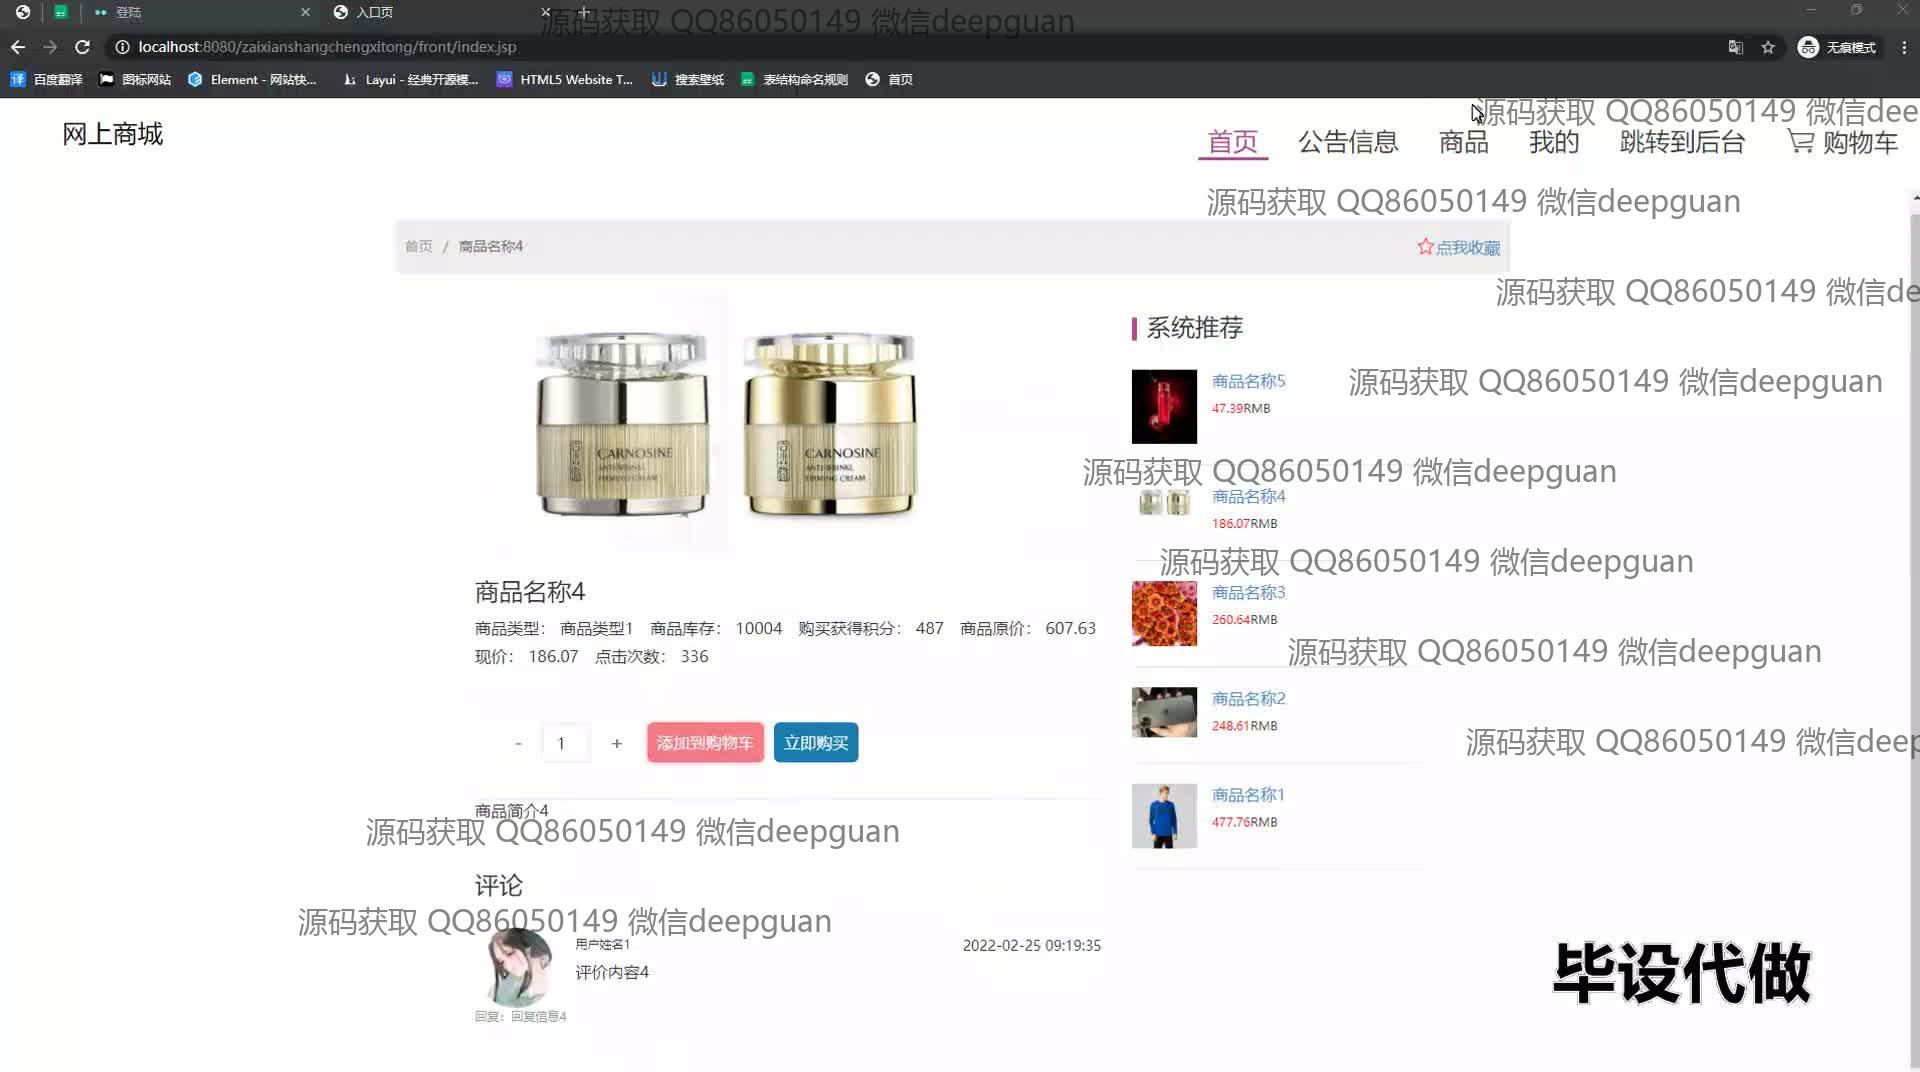 登陆
入口页
源码获取 QQ86050149 微信deepguan
localhost:8080/zaixianshangchengxitong/front/index.jsp
无痕模式
百度翻译
图标网站
Element - 网站快...
Layui - 经典开源模...
HTML5 Website T...
搜索壁纸
表结构命名规则
首页
源码获取 QQ86050149 微信dee
网上商城
首页
公告信息
商品
我的
跳转到后台
购物车
源码获取 QQ86050149 微信deepguan
首页 / 商品名称4
点我收藏
源码获取 QQ86050149 微信de
系统推荐
商品名称5
47.39RMB
源码获取 QQ86050149 微信deepguan
CARNOSINE
FIRMING CREAM
CARNOSINE
FIRMING CREAM
源码获取 QQ86050149 微信deepguan
商品名称4
186.07RMB
源码获取 QQ86050149 微信deepguan
商品名称3
260.64RMB
源码获取 QQ86050149 微信deepguan
商品名称2
248.61RMB
源码获取 QQ86050149 微信deep
商品名称1
477.76RMB
商品名称4
商品类型： 商品类型1 商品库存： 10004 购买获得积分： 487 商品原价： 607.63
现价： 186.07 点击次数： 336
- 1 + 添加到购物车 立即购买
商品简介4
源码获取 QQ86050149 微信deepguan
评论
源码获取 QQ86050149 微信deepguan
用户姓名1
2022-02-25 09:19:35
评价内容4
回复：回复信息4
毕设代做